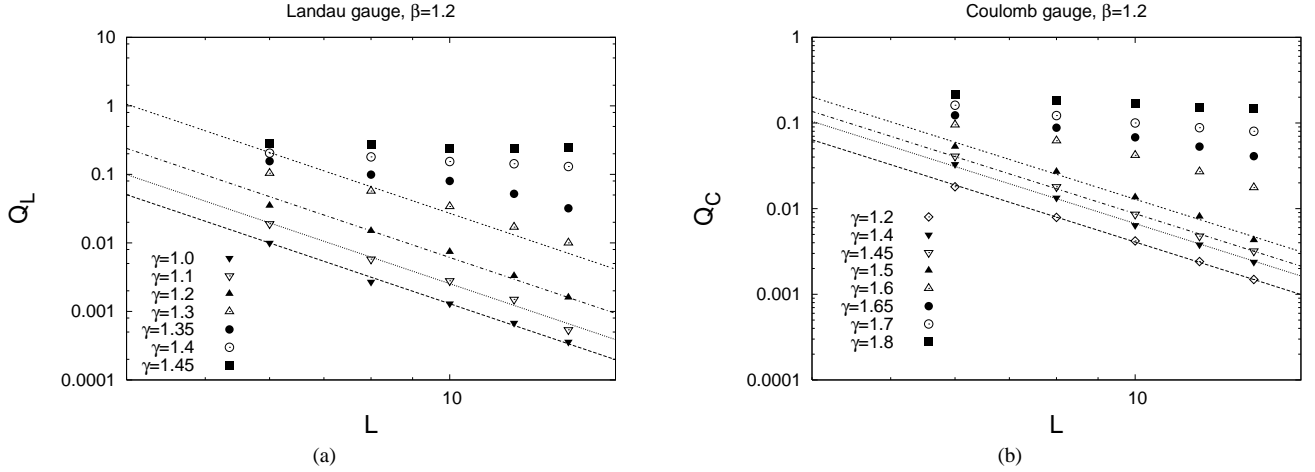 Landau gauge, β=1.2
10
1
0.1
0.01
0.001
0.0001
Q_L
γ=1.0
γ=1.1
γ=1.2
γ=1.3
γ=1.35
γ=1.4
γ=1.45
10
L
(a)
Coulomb gauge, β=1.2
1
0.1
0.01
0.001
0.0001
Q_C
γ=1.2
γ=1.4
γ=1.45
γ=1.5
γ=1.6
γ=1.65
γ=1.7
γ=1.8
10
L
(b)